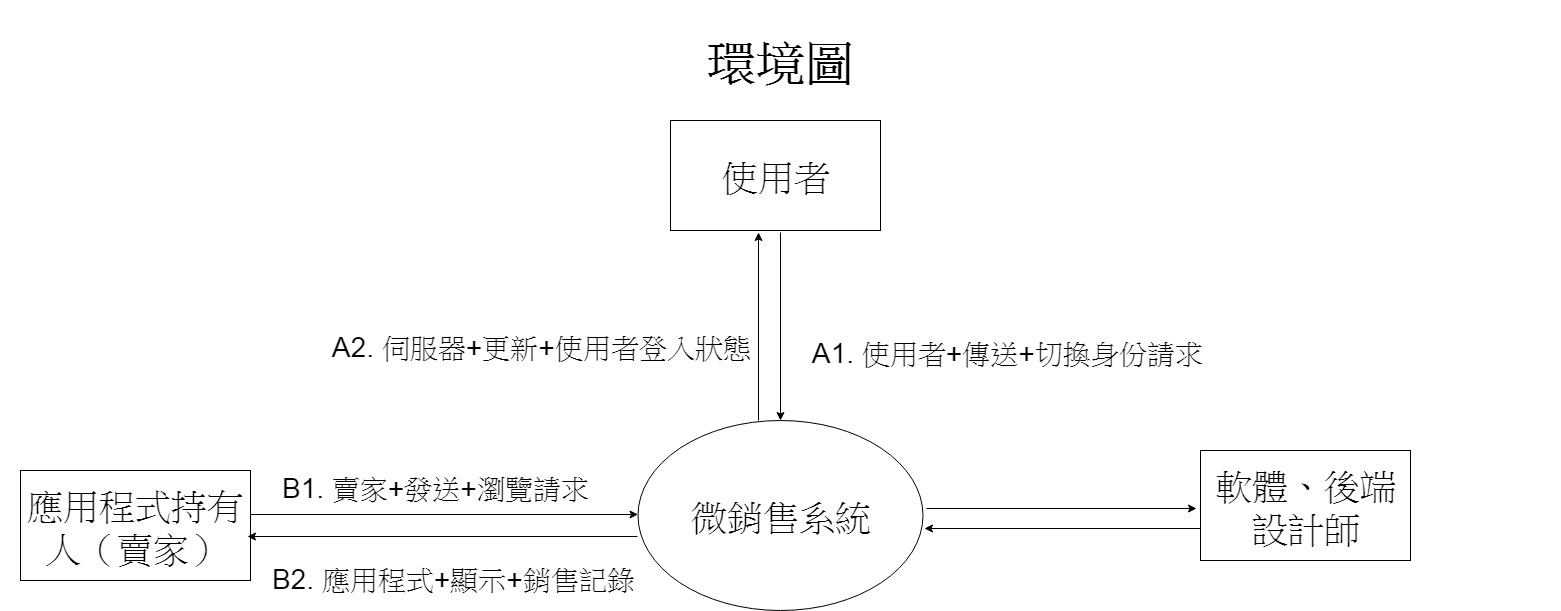 環境圖
使用者
A2. 伺服器+更新+使用者登入狀態
A1. 使用者+傳送+切換身份請求
應用程式持有
人（賣家）
B1. 賣家+發送+瀏覽請求
B2. 應用程式+顯示+銷售記錄
微銷售系統
軟體、後端
設計師